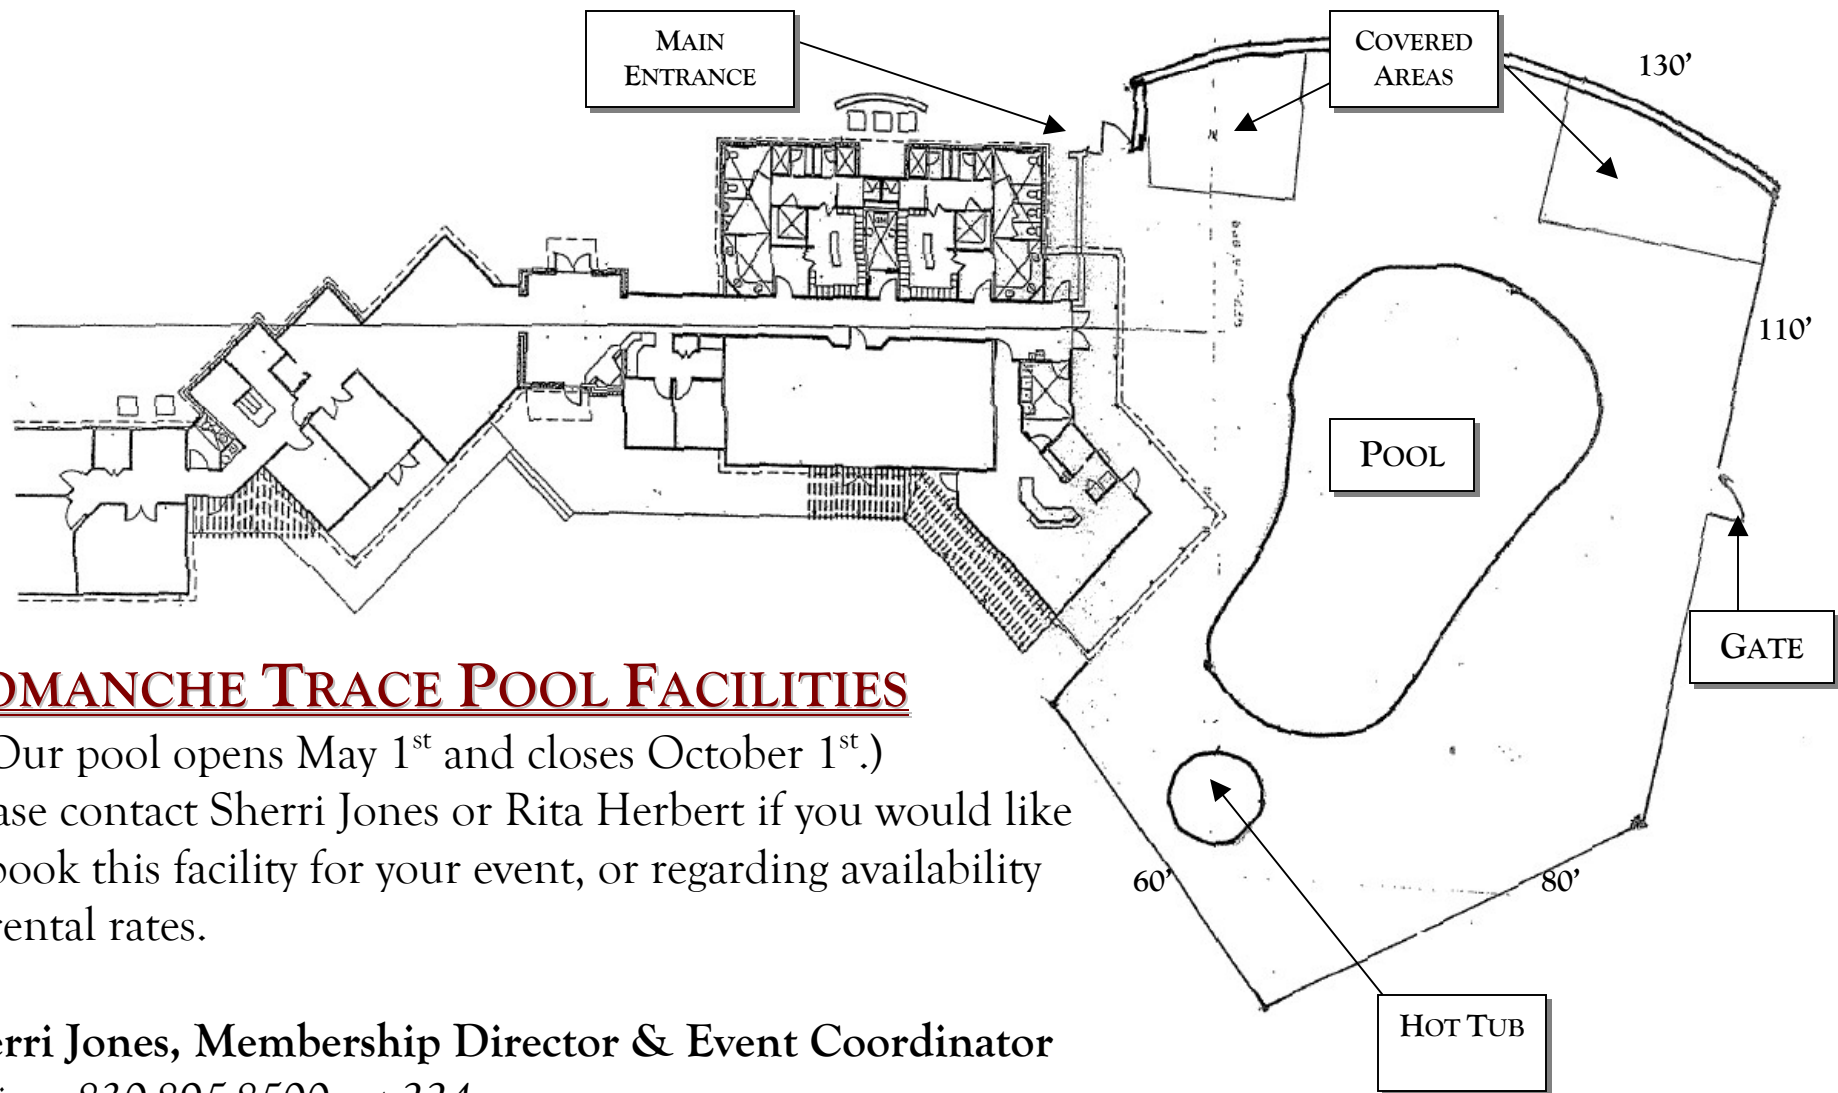 MAIN
ENTRANCE
COVERED
AREAS
130’
110’
POOL
GATE
OMANCHE TRACE POOL FACILITIES
Our pool opens May 1st and closes October 1st.)
ase contact Sherri Jones or Rita Herbert if you would like
book this facility for your event, or regarding availability
rental rates.
60’
80’
HOT TUB
erri Jones, Membership Director & Event Coordinator